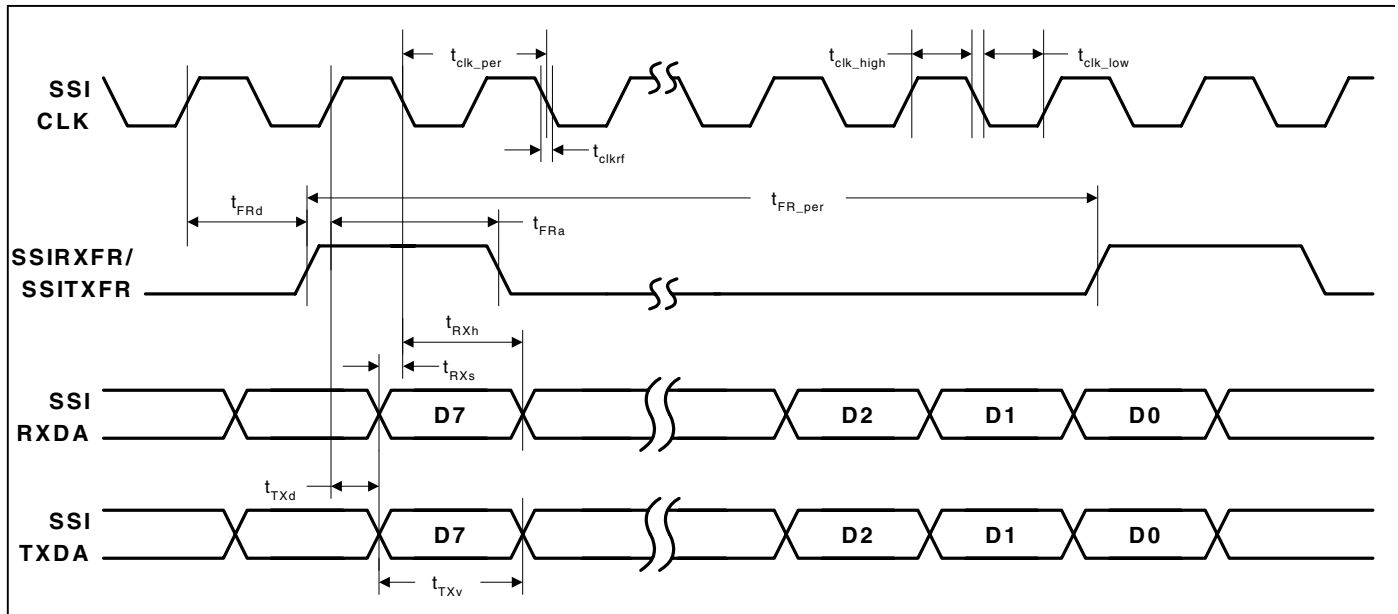 SSI
CLK
t_clk_per
t_clk_high
t_clk_low
t_clkrf
t_FRd
t_FR_per
t_FRa
SSIRXFR/
SSITXFR
t_RXh
t_RXs
SSI
RXDA
D7
D2
D1
D0
t_TXd
SSI
TXDA
D7
D2
D1
D0
t_TXv